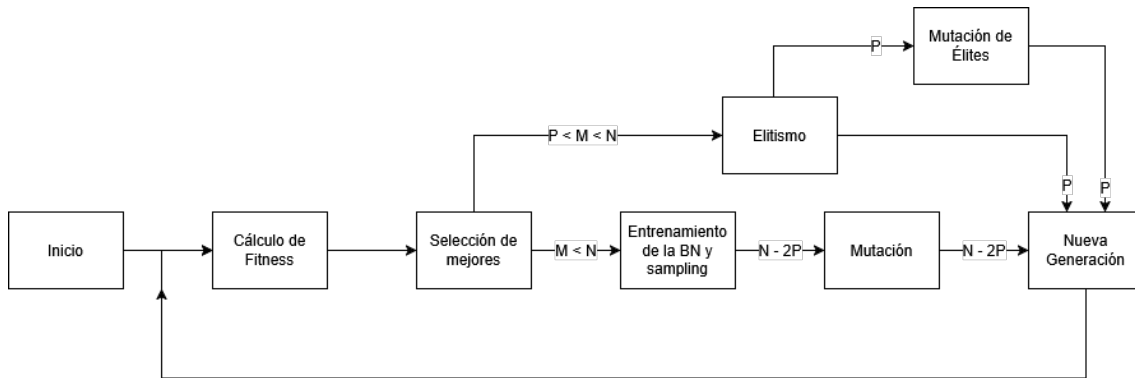 Mutación de
Élites
P
P < M < N
Elitismo
P
P
Inicio
Cálculo de
Fitness
Selección de
mejores
M < N
Entrenamiento
de la BN y
sampling
N - 2P
Mutación
N - 2P
Nueva
Generación